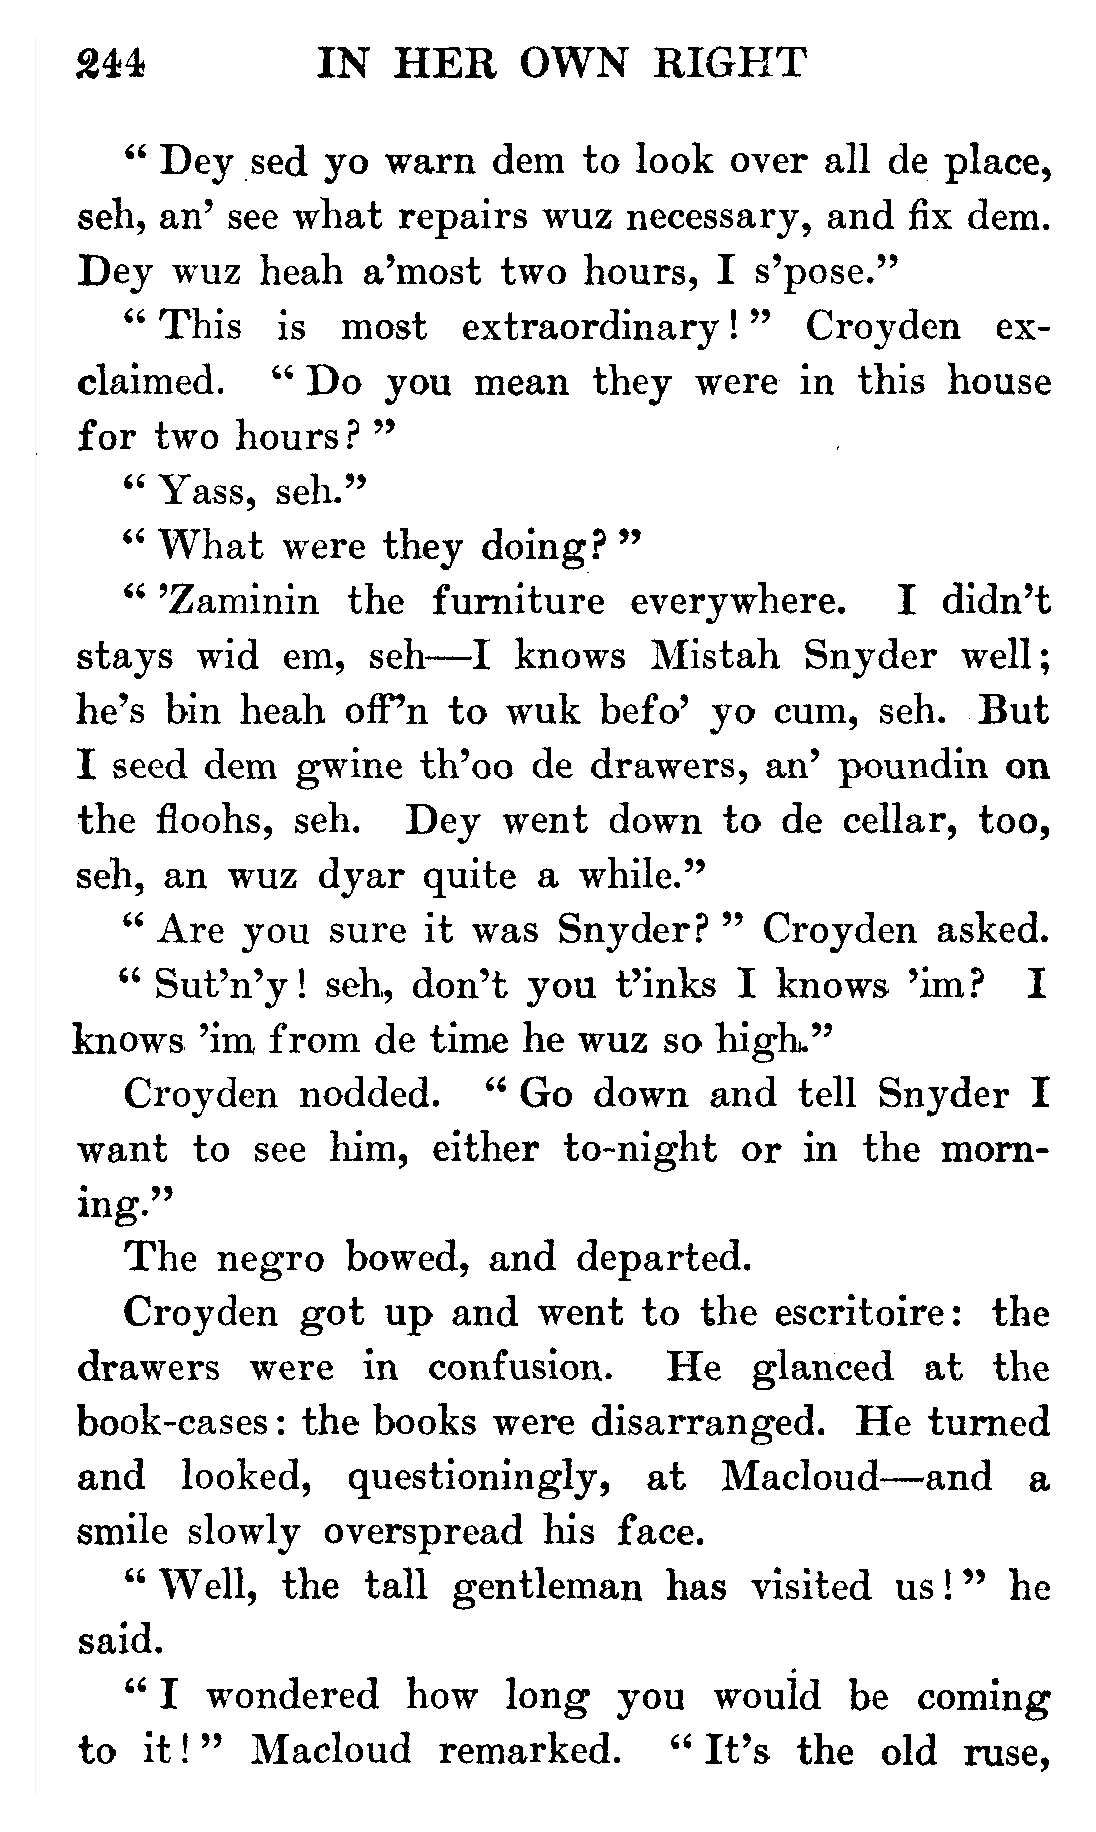 244 IN HER OWN RIGHT
“ Dey sed yo warn dem to look over all de place,
seh, an’ see what repairs wuz necessary, and fix dem.
Dey wuz heah a’most two hours, I s’pose.”
“ This is most extraordinary ! ” Croyden ex-
claimed. “ Do you mean they were in this house
for two hours? ”
“ Yass, seh.”
“ What were they doing? ”
“ ’Zaminin the furniture everywhere. I didn’t
stays wid em, seh—I knows Mistah Snyder well ;
he’s bin heah off’n to wuk befo’ yo cum, seh. But
I seed dem gwine th’oo de drawers, an’ poundin on
the floohs, seh. Dey went down to de cellar, too,
seh, an wuz dyar quite a while.”
“ Are you sure it was Snyder? ” Croyden asked.
“ Sut’n’y ! seh, don’t you t’inks I knows ’im? I
knows ’im from de time he wuz so high.”
Croyden nodded. “ Go down and tell Snyder I
want to see him, either to-night or in the morn-
ing.”
The negro bowed, and departed.
Croyden got up and went to the escritoire : the
drawers were in confusion. He glanced at the
book-cases : the books were disarranged. He turned
and looked, questioningly, at Macloud—and a
smile slowly overspread his face.
“ Well, the tall gentleman has visited us ! ” he
said.
“ I wondered how long you would be coming
to it ! ” Macloud remarked. “ It’s the old ruse,